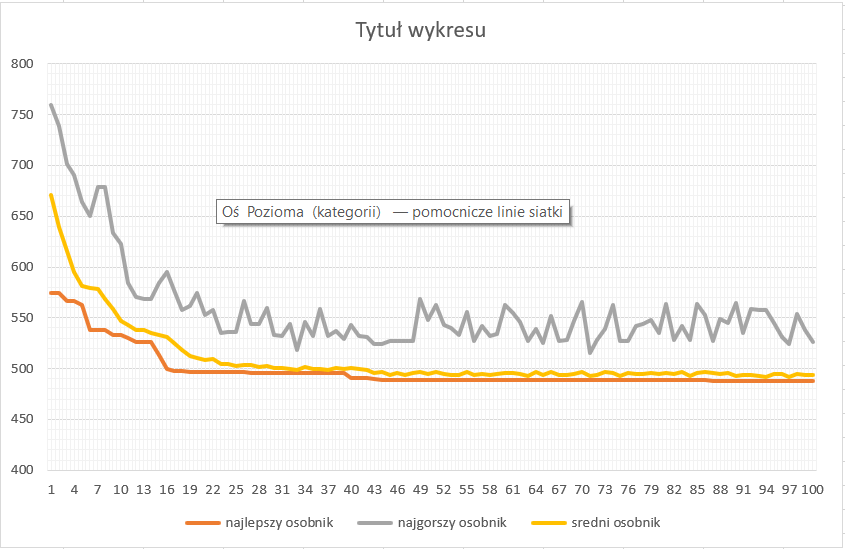 Tytuł wykresu
800
750
700
650
600
550
500
450
400
Oś Pozioma (kategorii) — pomocnicze linie siatki
1 4 7 10 13 16 19 22 25 28 31 34 37 40 43 46 49 52 55 58 61 64 67 70 73 76 79 82 85 88 91 94 97 100
najlepszy osobnik najgorszy osobnik sredni osobnik